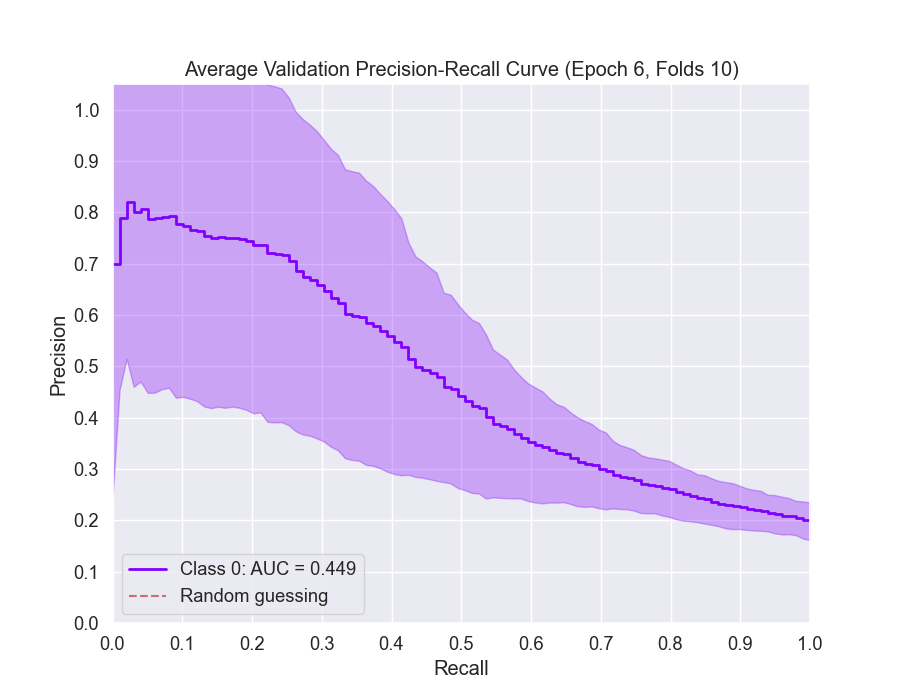 Average Validation Precision-Recall Curve (Epoch 6, Folds 10)
1.0
0.9
0.8
0.7
0.6
0.5
0.4
0.3
0.2
0.1
0.0
Precision
Class 0: AUC = 0.449
Random guessing
0.0 0.1 0.2 0.3 0.4 0.5 0.6 0.7 0.8 0.9 1.0
Recall